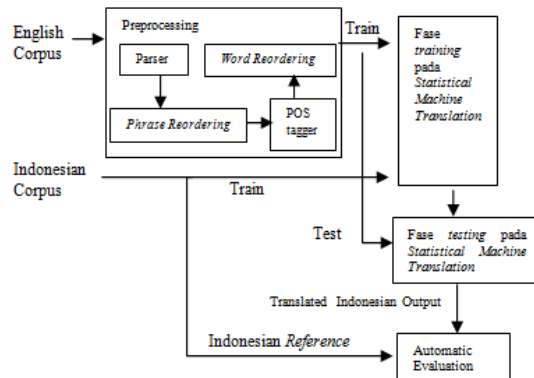 English
Corpus
Preprocessing
Parser
Word Reordering
Phrase Reordering
POS
tagger
Train
Fase
training
pada
Statistical
Machine
Translation
Indonesian
Corpus
Train
Test
Fase testing pada
Statistical Machine
Translation
Translated Indonesian Output
Indonesian Reference
Automatic
Evaluation